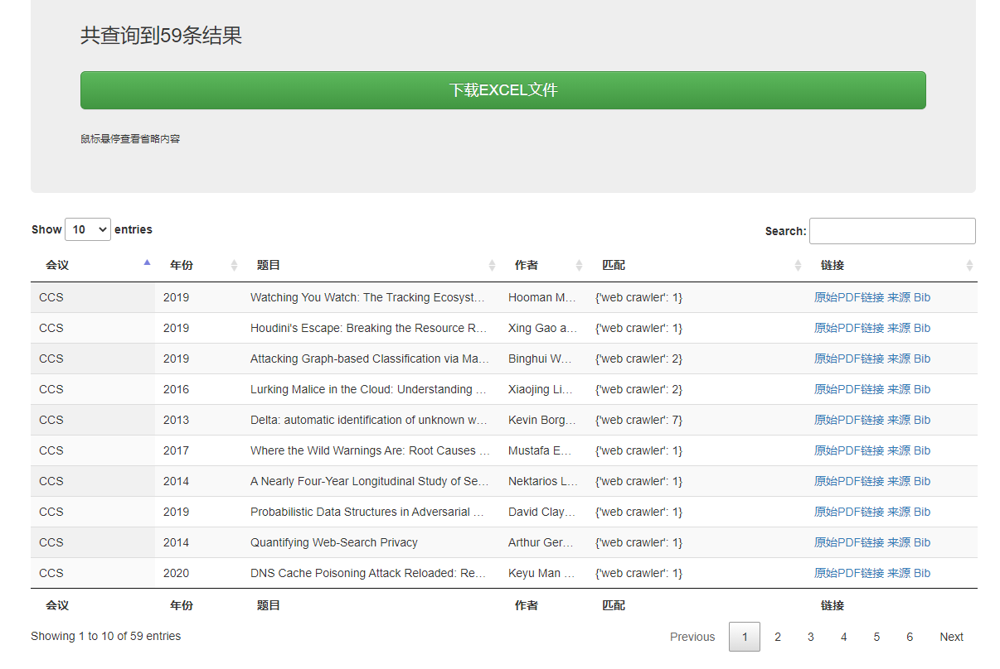 共查询到59条结果
下载EXCEL文件
鼠标悬停查看省略内容
Show 10 entries Search:
会议 年份 题目 作者 匹配 链接
CCS 2019 Watching You Watch: The Tracking Ecosyst… Hooman M… {'web crawler': 1} 原始PDF链接 来源 Bib
CCS 2019 Houdini's Escape: Breaking the Resource R… Xing Gao a… {'web crawler': 1} 原始PDF链接 来源 Bib
CCS 2019 Attacking Graph-based Classification via Ma… Binghui W… {'web crawler': 2} 原始PDF链接 来源 Bib
CCS 2016 Lurking Malice in the Cloud: Understanding … Xiaojing Li… {'web crawler': 2} 原始PDF链接 来源 Bib
CCS 2013 Delta: automatic identification of unknown w… Kevin Borg… {'web crawler': 7} 原始PDF链接 来源 Bib
CCS 2017 Where the Wild Warnings Are: Root Causes … Mustafa E… {'web crawler': 1} 原始PDF链接 来源 Bib
CCS 2014 A Nearly Four-Year Longitudinal Study of Se… Nektarios L… {'web crawler': 1} 原始PDF链接 来源 Bib
CCS 2019 Probabilistic Data Structures in Adversarial … David Clay… {'web crawler': 1} 原始PDF链接 来源 Bib
CCS 2014 Quantifying Web-Search Privacy Arthur Ger… {'web crawler': 1} 原始PDF链接 来源 Bib
CCS 2020 DNS Cache Poisoning Attack Reloaded: Re… Keyu Man … {'web crawler': 1} 原始PDF链接 来源 Bib
会议 年份 题目 作者 匹配 链接
Showing 1 to 10 of 59 entries Previous 1 2 3 4 5 6 Next